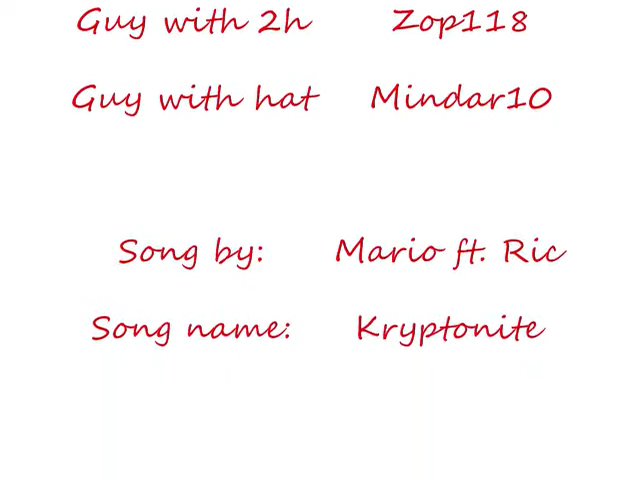 Guy with 2h Zop118
Guy with hat Mindar10
Song by: Mario ft. Ric
Song name: Kryptonite